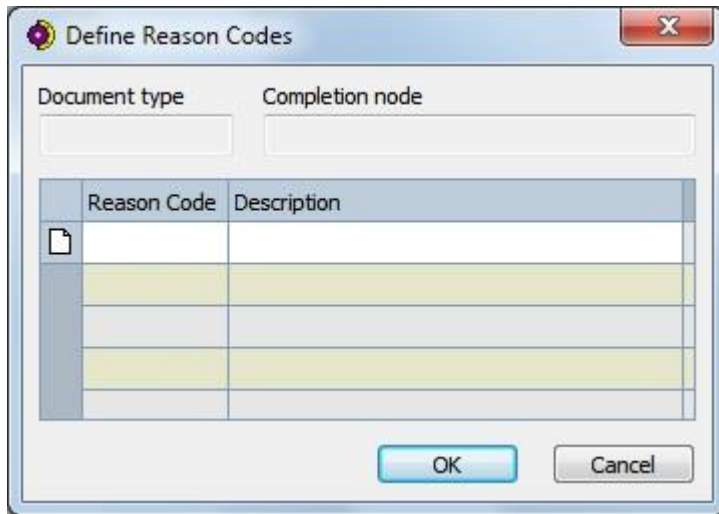 Define Reason Codes
Document type Completion node
Reason Code Description
OK Cancel